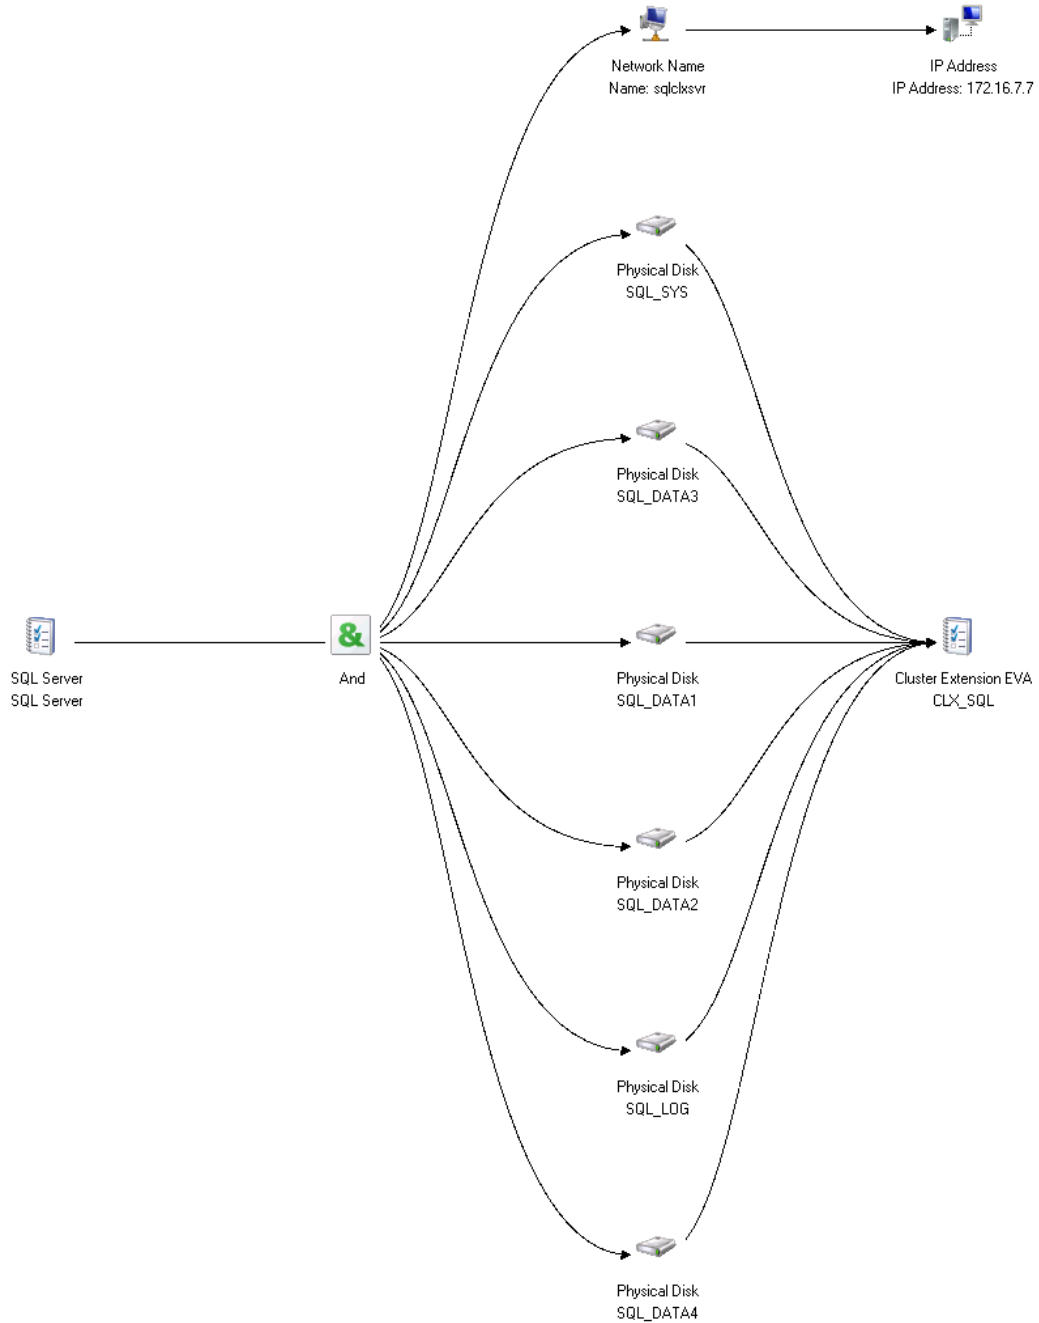 Network Name
Name: sqlclxsvr
IP Address
IP Address: 172.16.7.7
Physical Disk
SQL_SYS
Physical Disk
SQL_DATA3
SQL Server
SQL Server
&
And
Physical Disk
SQL_DATA1
Cluster Extension EVA
CLX_SQL
Physical Disk
SQL_DATA2
Physical Disk
SQL_LOG
Physical Disk
SQL_DATA4